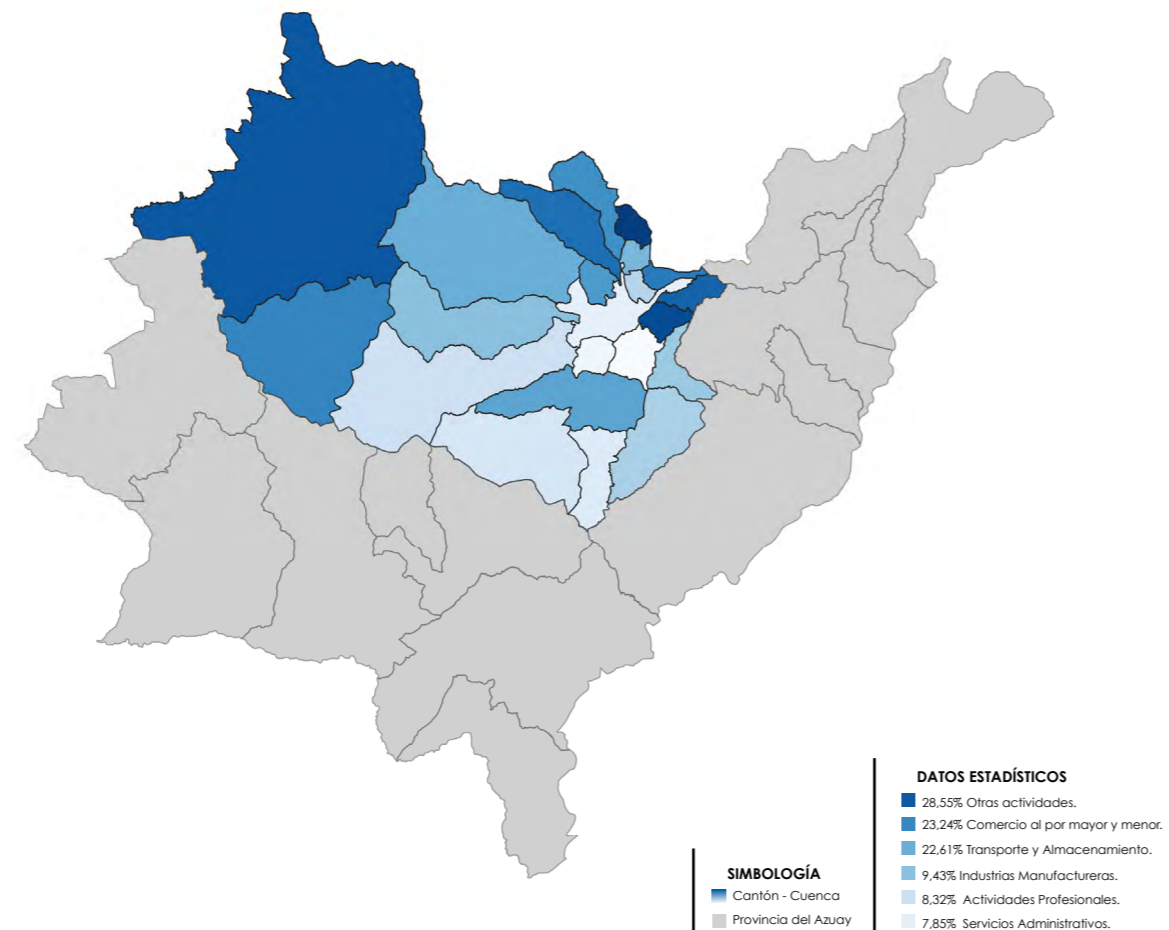 SIMBOLOGÍA
Cantón - Cuenca
Provincia del Azuay
DATOS ESTADÍSTICOS
28,55% Otras actividades.
23,24% Comercio al por mayor y menor.
22,61% Transporte y Almacenamiento.
9,43% Industrias Manufactureras.
8,32% Actividades Profesionales.
7,85% Servicios Administrativos.